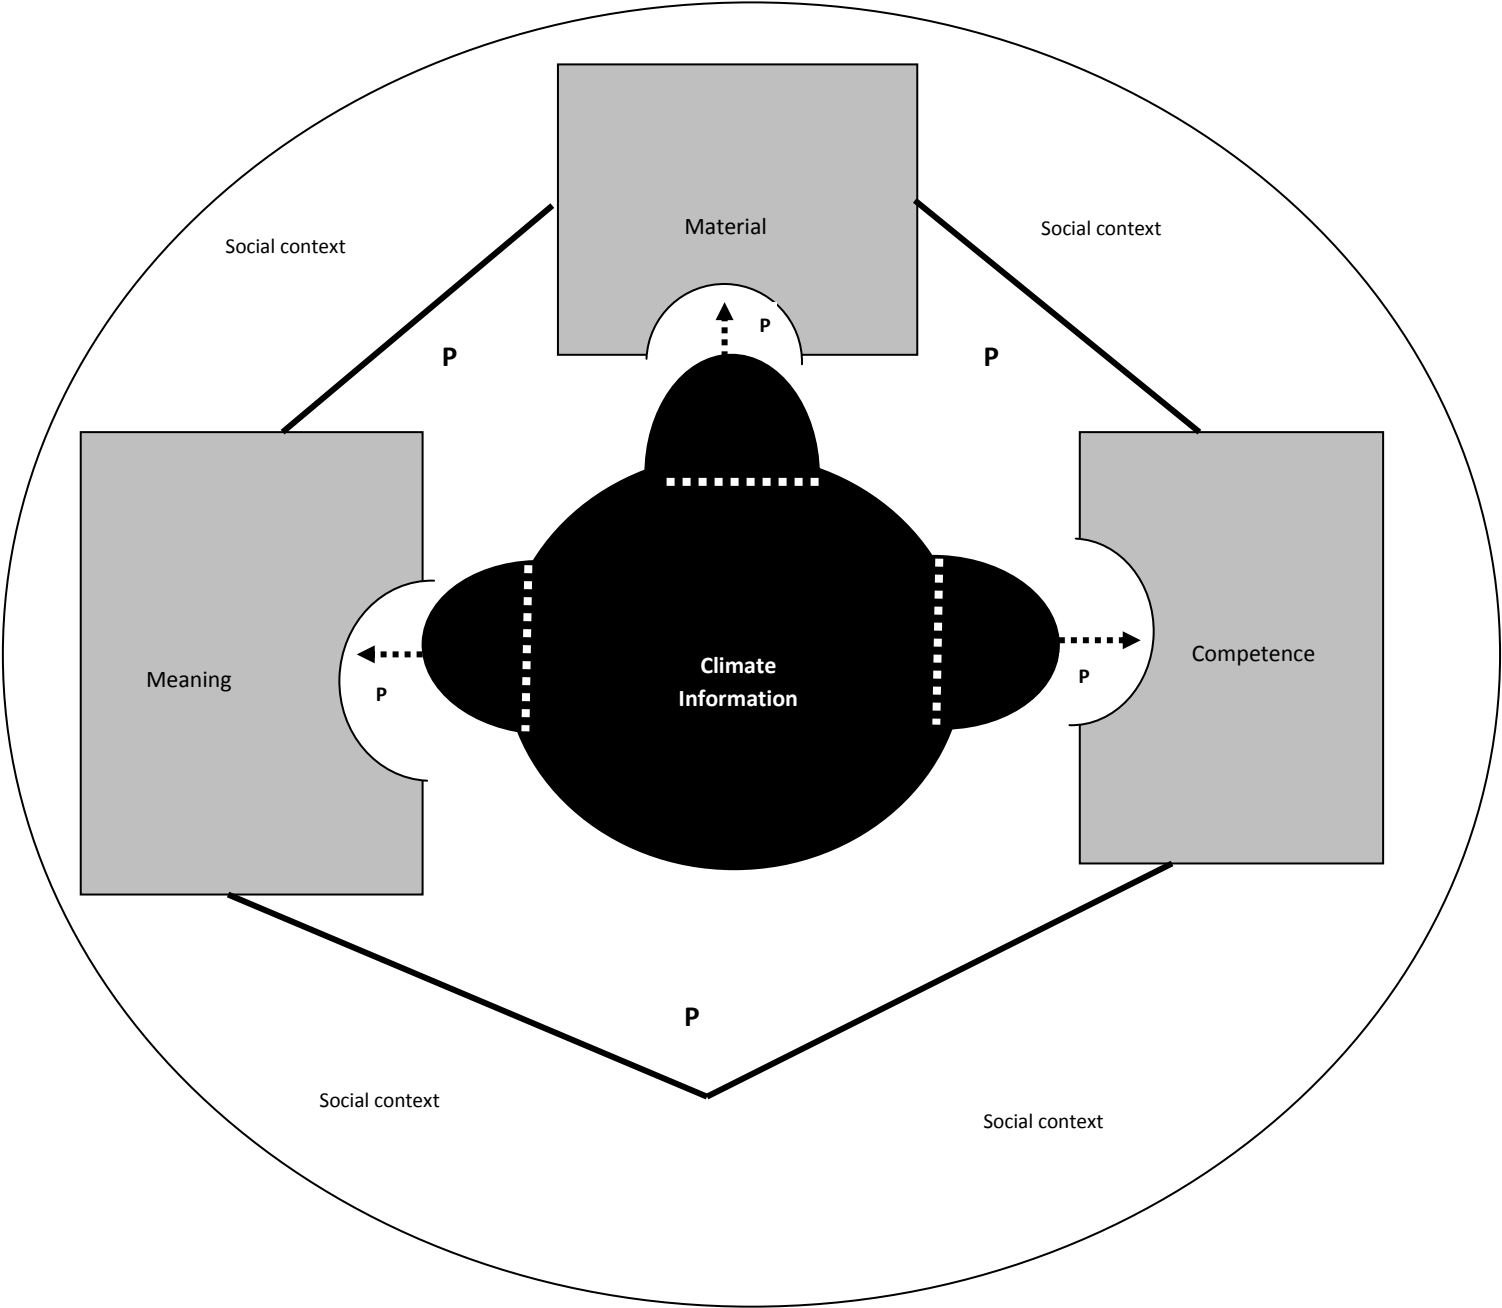 Material
Social context
Social context
P
P
P
Climate
Information
Competence
Meaning
P
P
P
Social context
Social context